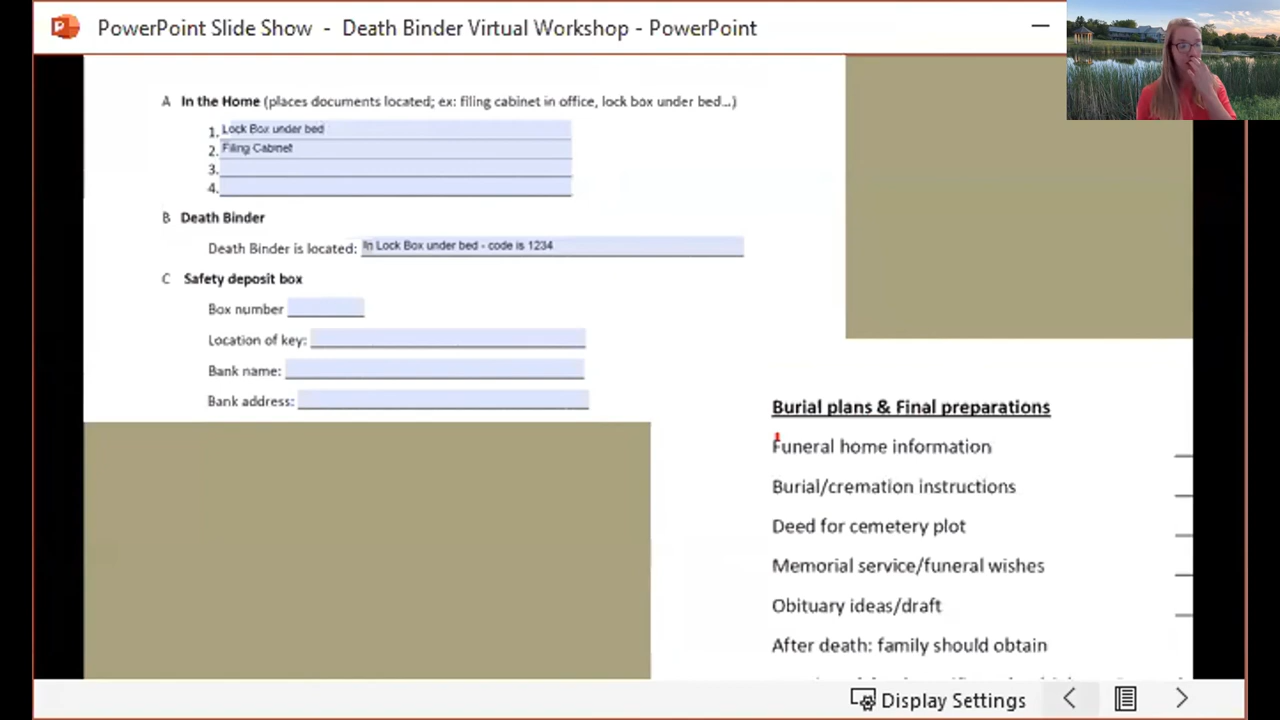 PowerPoint Slide Show - Death Binder Virtual Workshop - PowerPoint
A In the Home (places documents located; ex: filing cabinet in office, lock box under bed...)
1. Lock Box under bed
2. Filing Cabinet
3.
4.
B Death Binder
Death Binder is located: In Lock Box under bed - code is 1234
C Safety deposit box
Box number
Location of key:
Bank name:
Bank address:
Burial plans & Final preparations
Funeral home information
Burial/cremation instructions
Deed for cemetery plot
Memorial service/funeral wishes
Obituary ideas/draft
After death: family should obtain
Display Settings